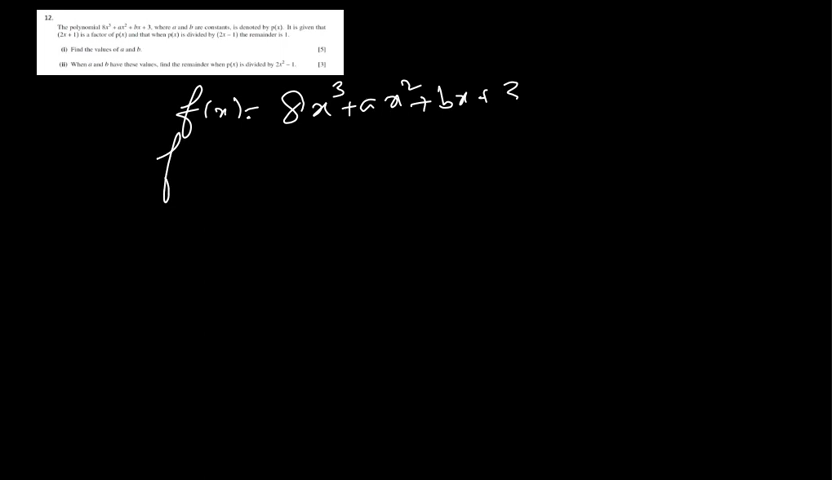 12.
The polynomial 8x³ + ax² + bx + 3, where a and b are constants, is denoted by p(x). It is given that
(2x + 1) is a factor of p(x) and that when p(x) is divided by (2x − 1) the remainder is 1.
(i) Find the values of a and b. [5]
(ii) When a and b have these values, find the remainder when p(x) is divided by 2x² − 1. [3]
f(x) = 8x³ + ax² + bx + 3
f